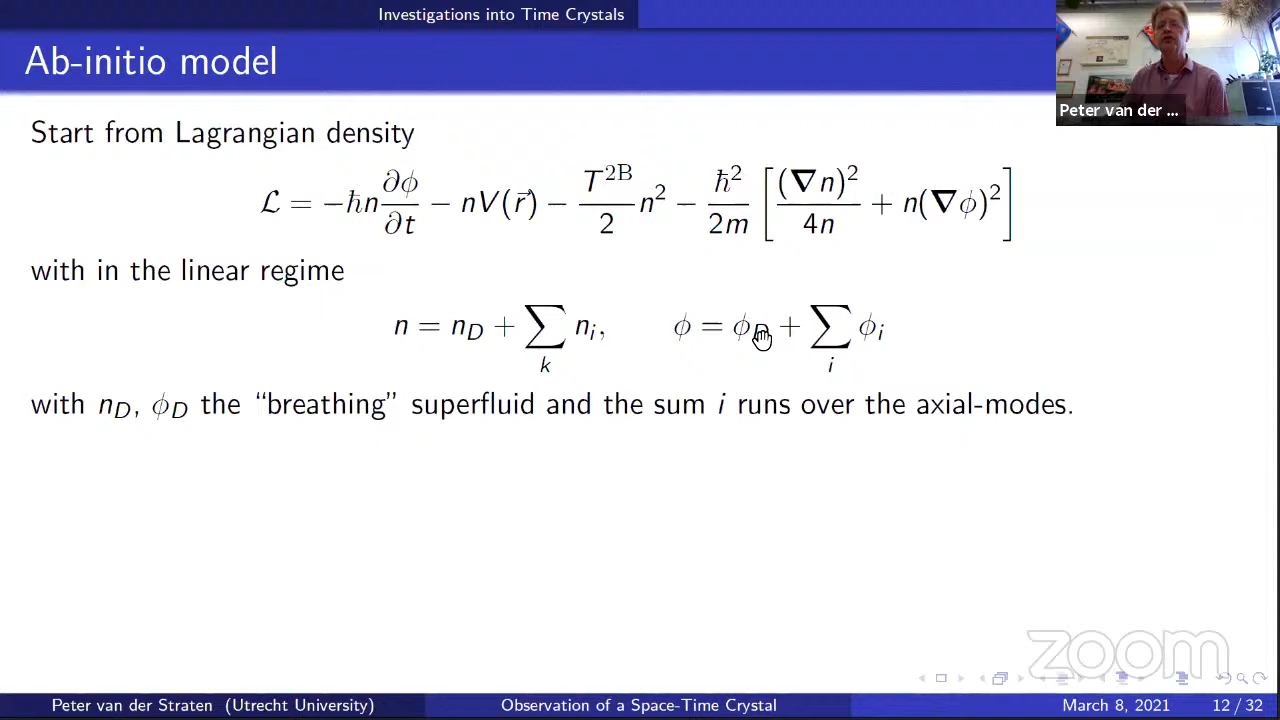 Investigations into Time Crystals
Ab-initio model
Peter van der ...
Start from Lagrangian density
ℒ = −ℏn ∂ϕ/∂t − nV(r⃗) − T^2B/2 n² − ℏ²/2m [ (∇n)²/4n + n(∇ϕ)² ]
with in the linear regime
n = n_D + ∑_k n_i, ϕ = ϕ_D + ∑_i ϕ_i
with n_D, ϕ_D the “breathing” superfluid and the sum i runs over the axial-modes.
zoom
Peter van der Straten (Utrecht University) Observation of a Space-Time Crystal March 8, 2021 12 / 32